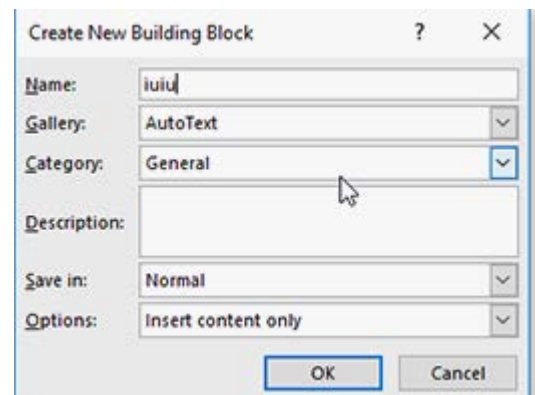 Create New Building Block ? ×
Name: iuiu
Gallery: AutoText
Category: General
Description:
Save in: Normal
Options: Insert content only
OK Cancel